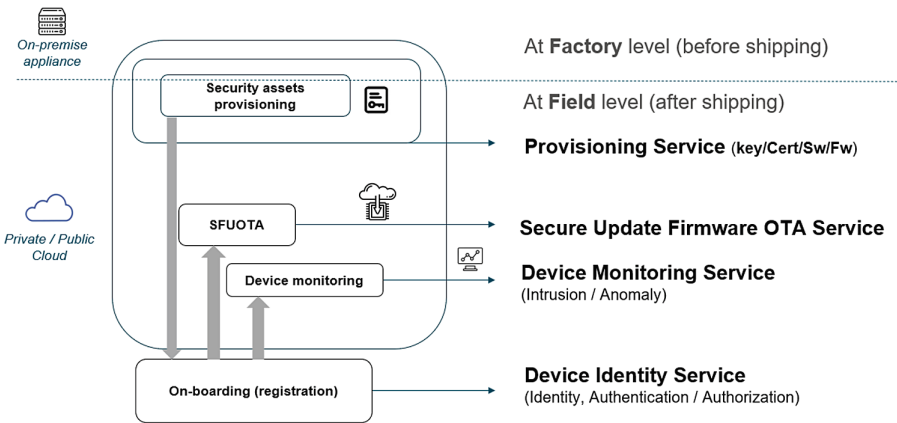 On-premise
appliance
At Factory level (before shipping)
Security assets
provisioning
At Field level (after shipping)
Provisioning Service (key/Cert/Sw/Fw)
Private / Public
Cloud
SFUOTA
Secure Update Firmware OTA Service
Device monitoring
Device Monitoring Service
(Intrusion / Anomaly)
On-boarding (registration)
Device Identity Service
(Identity, Authentication / Authorization)